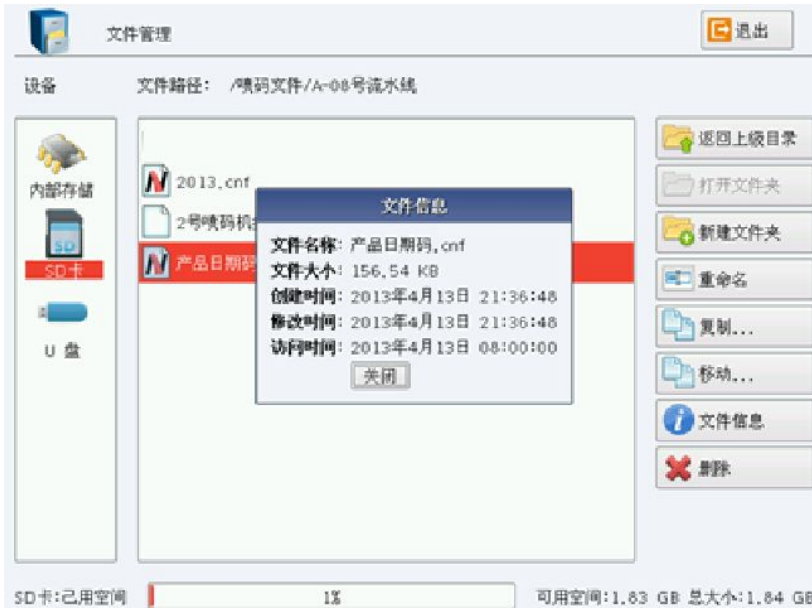 文件管理
退出
设备
文件路径： /喷码文件/A-08号流水线
内部存储
SD
SD卡
U 盘
2013.cnf
2号喷码机
产品日期码
文件信息
文件名称：产品日期码.cnf
文件大小：156.54 KB
创建时间：2013年4月13日 21:36:48
修改时间：2013年4月13日 21:36:48
访问时间：2013年4月13日 08:00:00
关闭
返回上级目录
打开文件夹
新建文件夹
重命名
复制...
移动...
文件信息
删除
SD卡:己用空间
1%
可用空间:1.83 GB 总大小:1.84 GB